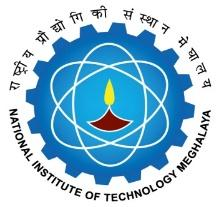 राष्ट्रीय प्रौद्योगिकी संस्थान मेघालय
NATIONAL INSTITUTE OF TECHNOLOGY MEGHALAYA